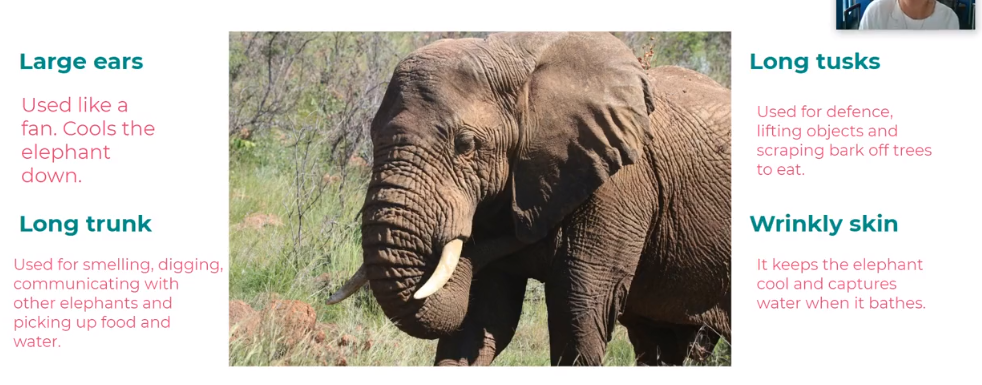 Large ears
Used like a
fan. Cools the
elephant
down.
Long trunk
Used for smelling, digging,
communicating with
other elephants and
picking up food and
water.
Long tusks
Used for defence,
lifting objects and
scraping bark off trees
to eat.
Wrinkly skin
It keeps the elephant
cool and captures
water when it bathes.